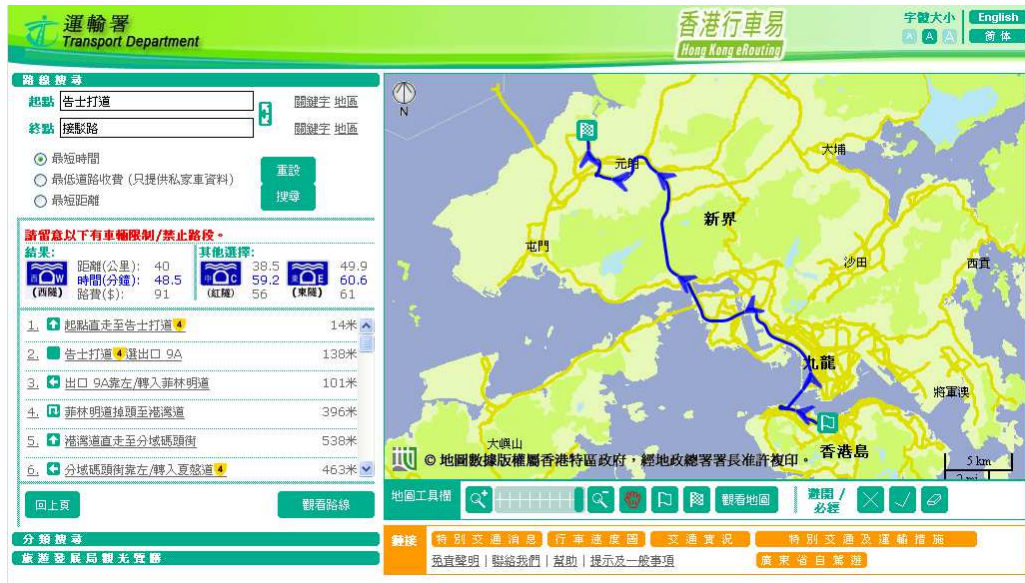 運輸署
Transport Department
香港行車易
Hong Kong eRouting
字體大小
A A A
English
简体
路線搜尋
起點 告士打道 關鍵字 地區
終點 接駁路 關鍵字 地區
最短時間
最低道路收費 (只提供私家車資料)
最短距離
重設
搜尋
請留意以下有車輛限制/禁止路段。
結果: 其他選擇:
西 W 距離(公里): 40 中 C 38.5 東 E 49.9
時間(分鐘): 48.5 59.2 60.6
(西隧) 路費($): 91 (紅隧) 56 (東隧) 61
1. 起點直走至告士打道 4 14米
2. 告士打道 4 選出口 9A 138米
3. 出口 9A靠左/轉入菲林明道 101米
4. 菲林明道掉頭至港灣道 396米
5. 港灣道直走至分域碼頭街 538米
6. 分域碼頭街靠左/轉入夏慤道 4 463米
回上頁
觀看路線
分類搜尋
旅遊發展局觀光覽勝
N
元朗
大埔
新界
屯門
沙田
西貢
九龍
將軍澳
大嶼山
香港島
© 地圖數據版權屬香港特區政府,經地政總署署長准許複印。
5 km
2 mi
地圖工具欄
觀看地圖
避開 /
必經
鏈接
特別交通消息
行車速度圖
交通實況
特別交通及運輸措施
免責聲明 | 聯絡我們 | 幫助 | 提示及一般事項
廣東省自駕遊